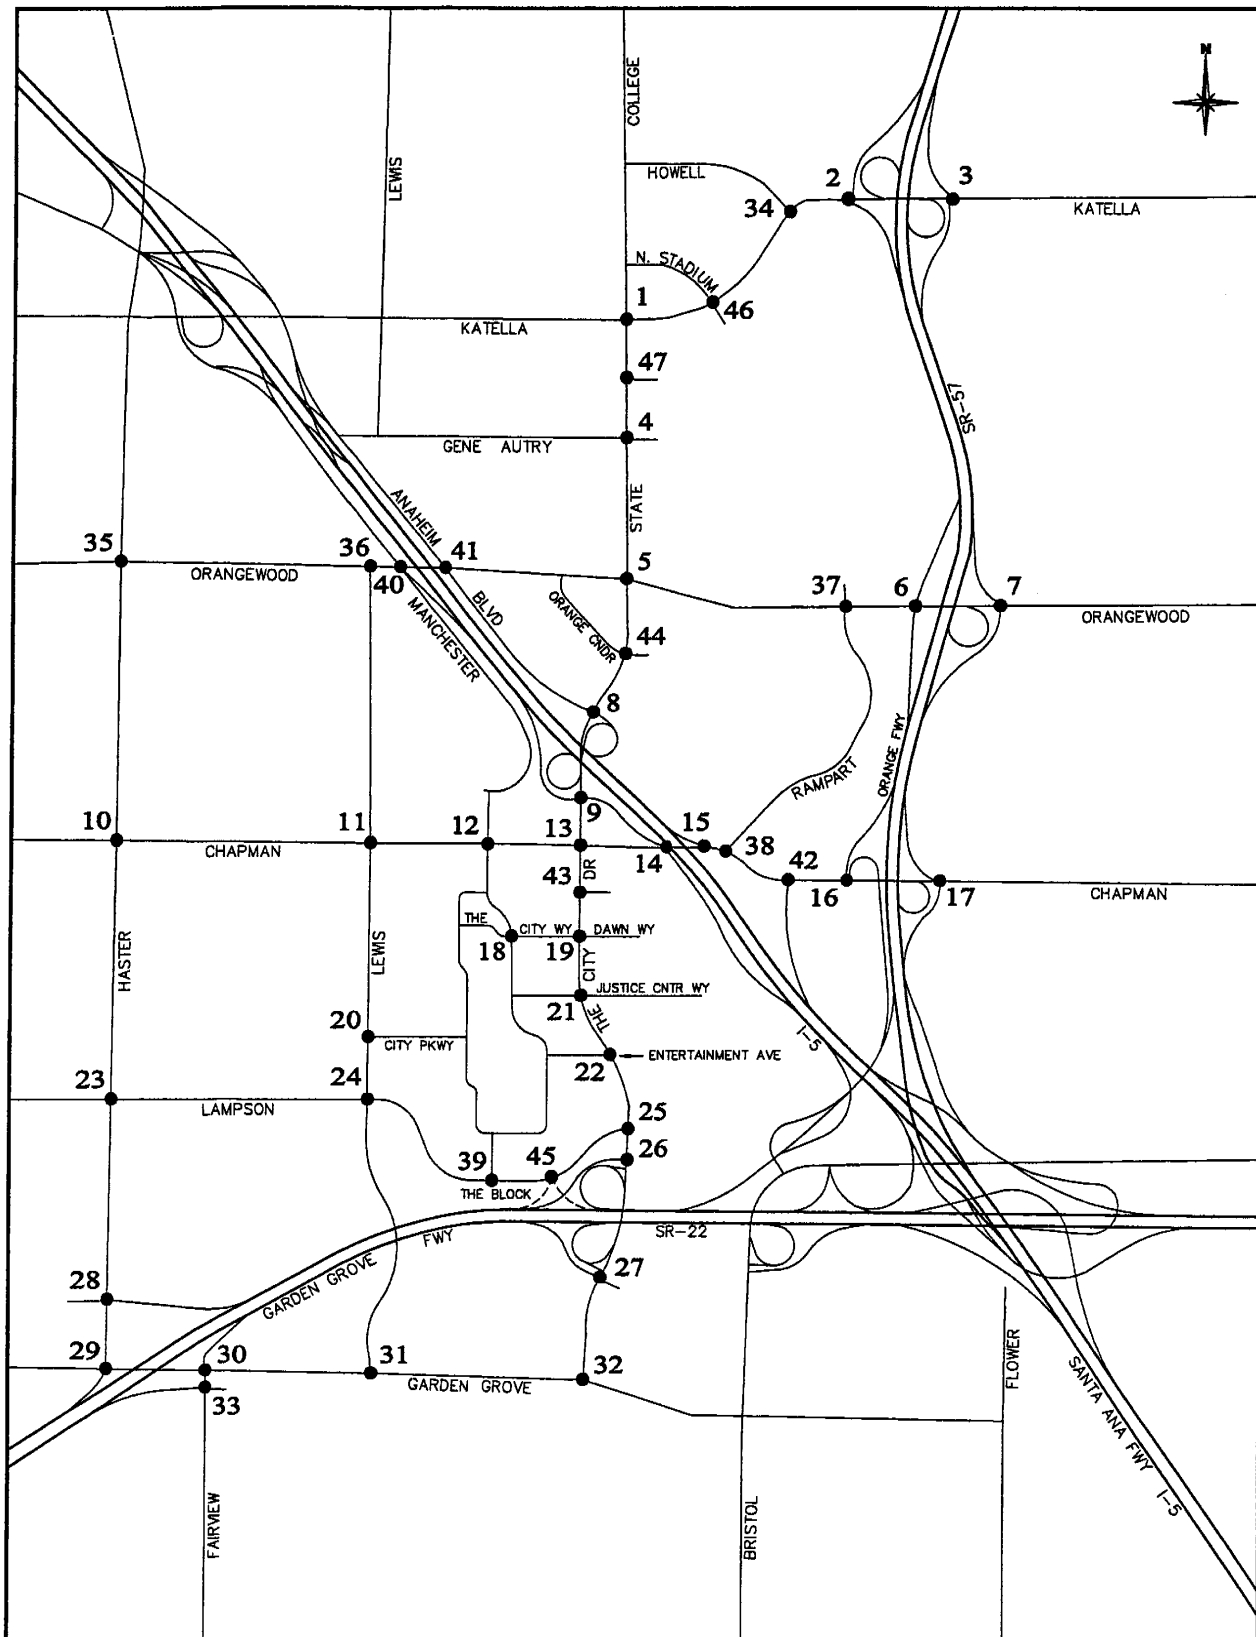 N
COLLEGE
LEWIS
HOWELL
2
3
34
KATELLA
N. STADIUM
1
46
KATELLA
47
SR-57
4
GENE AUTRY
ANAHEIM
STATE
35
36
41
5
ORANGEWOOD
40
37
6
7
BLVD
ORANGE CNDR
ORANGEWOOD
MANCHESTER
44
8
ORANGE FWY
RAMPART
9
10
11
12
13
15
CHAPMAN
14
38
DR
42
43
16
17
CHAPMAN
THE
CITY WY
DAWN WY
18
19
HASTER
LEWIS
CITY
JUSTICE CNTR WY
21
THE
20
CITY PKWY
I-5
22
ENTERTAINMENT AVE
23
24
LAMPSON
25
26
39
45
THE BLOCK
SR-22
FWY
GARDEN GROVE
27
28
29
30
31
32
GARDEN GROVE
FLOWER
33
SANTA ANA FWY
I-5
FAIRVIEW
BRISTOL